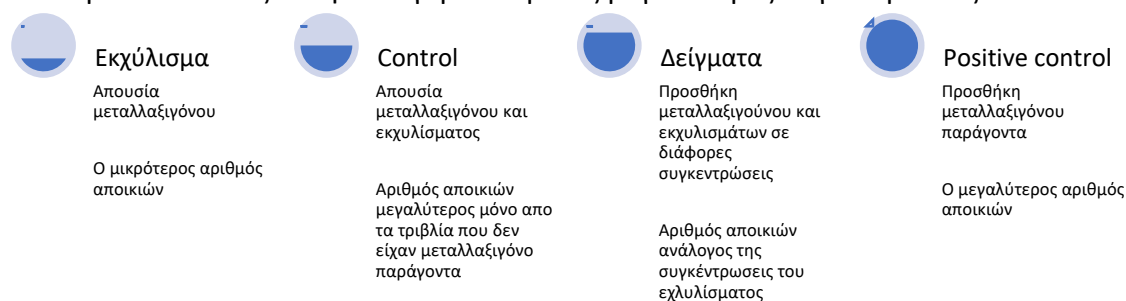 Εκχύλισμα
Απουσία
μεταλλαξιγόνου
Ο μικρότερος αριθμός
αποικιών
Control
Απουσία
μεταλλαξιγόνου και
εκχυλίσματος
Αριθμός αποικιών
μεγαλύτερος μόνο απο
τα τριβλία που δεν
είχαν μεταλλαξιγόνο
παράγοντα
Δείγματα
Προσθήκη
μεταλλαξιγούνου και
εκχυλισμάτων σε
διάφορες
συγκεντρώσεις
Αριθμός αποικιών
ανάλογος της
συγκέντρωσεις του
εχλυλίσματος
Positive control
Προσθήκη
μεταλλαξιγόνου
παράγοντα
Ο μεγαλύτερος αριθμός
αποικιών